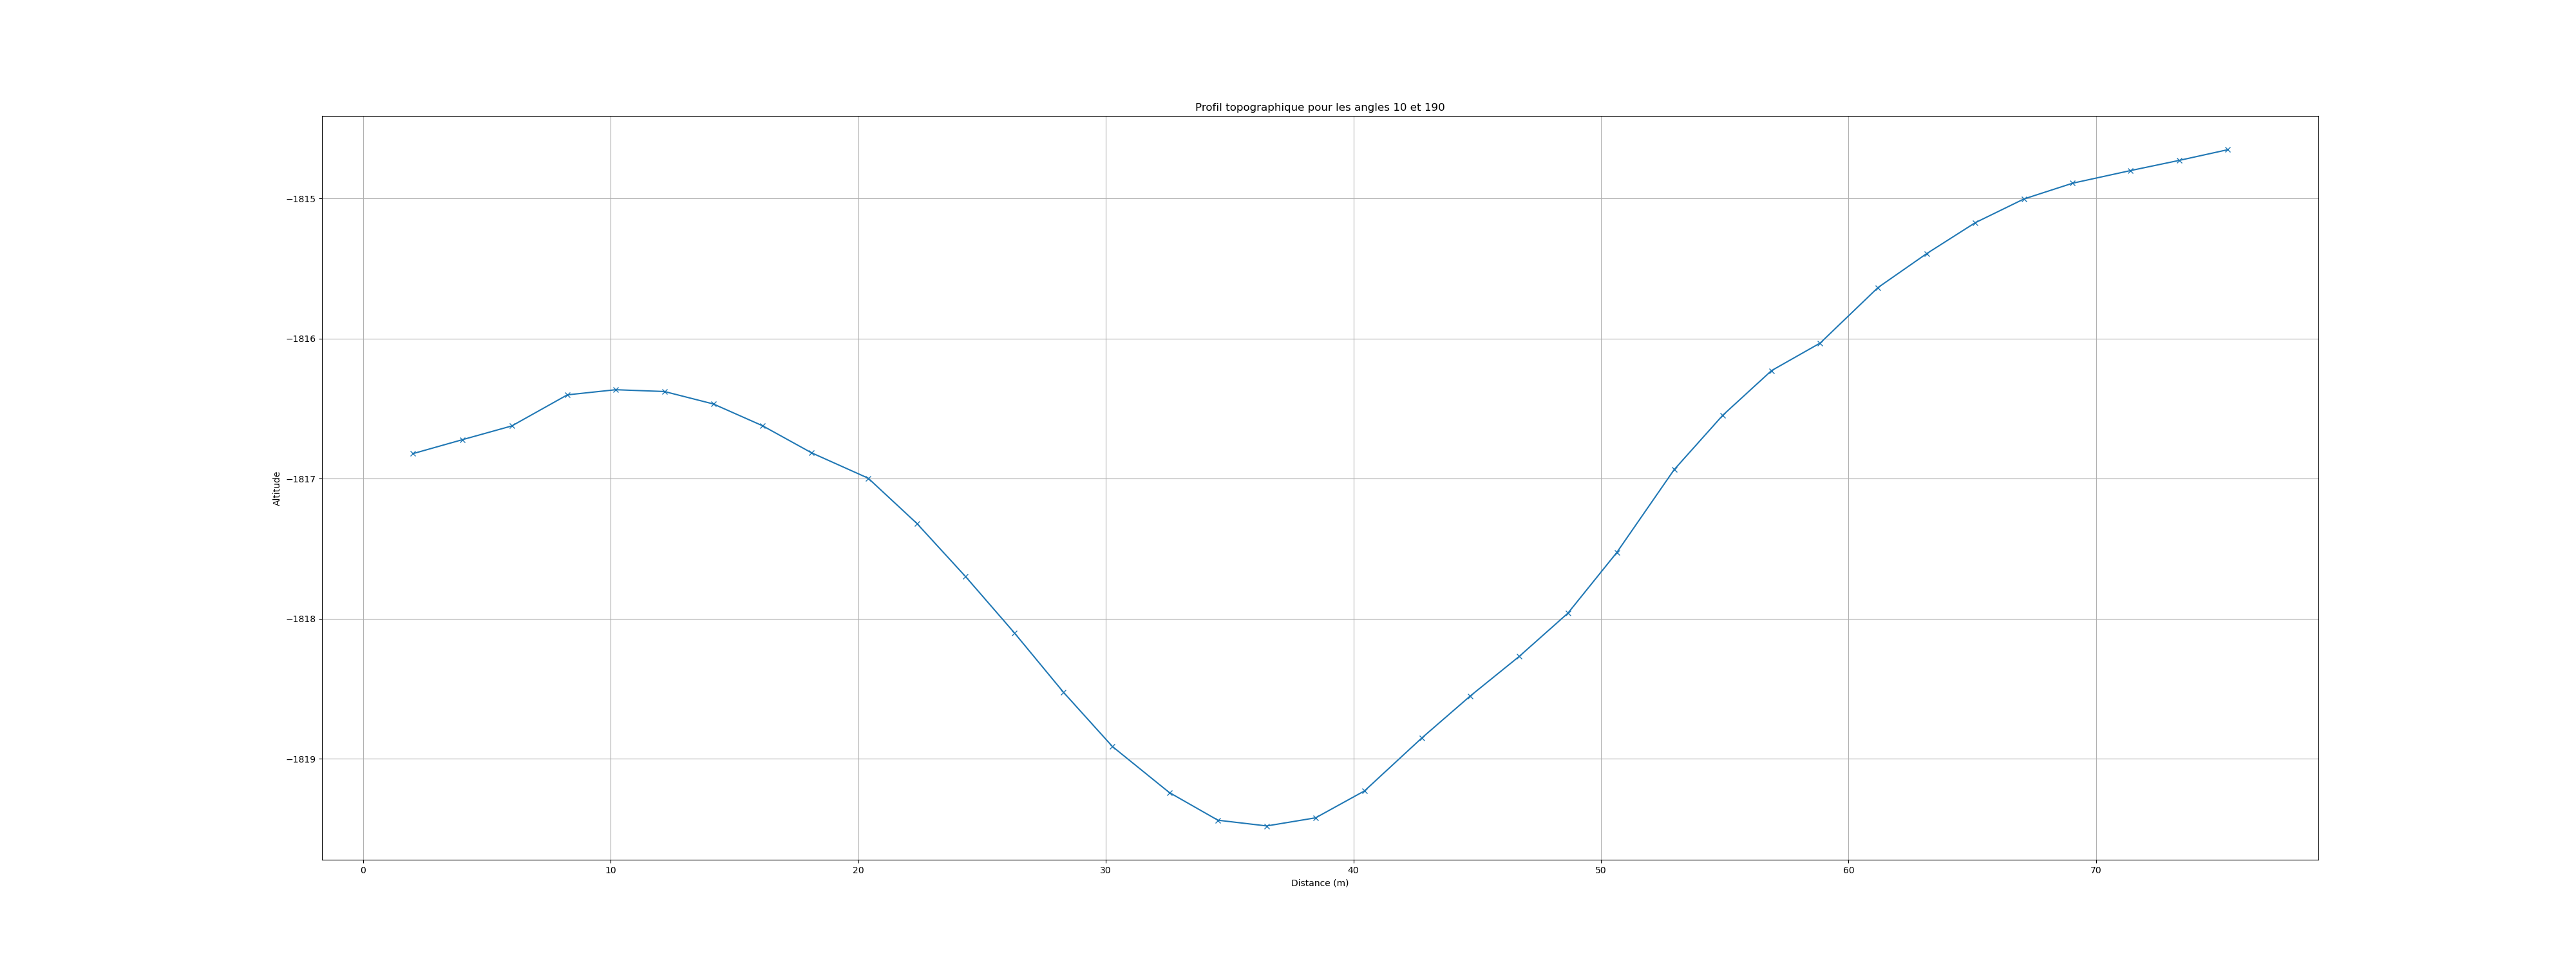 Profil topographique pour les angles 10 et 190
Altitude
−1815
−1816
−1817
−1818
−1819
0 10 20 30 40 50 60 70
Distance (m)